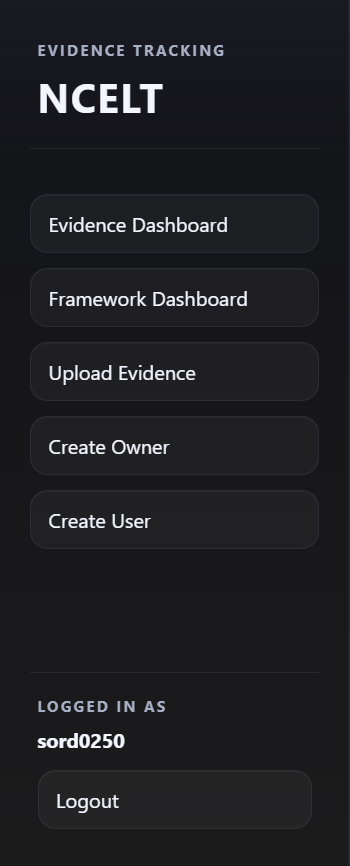 EVIDENCE TRACKING
NCELT
Evidence Dashboard
Framework Dashboard
Upload Evidence
Create Owner
Create User
LOGGED IN AS
sord0250
Logout